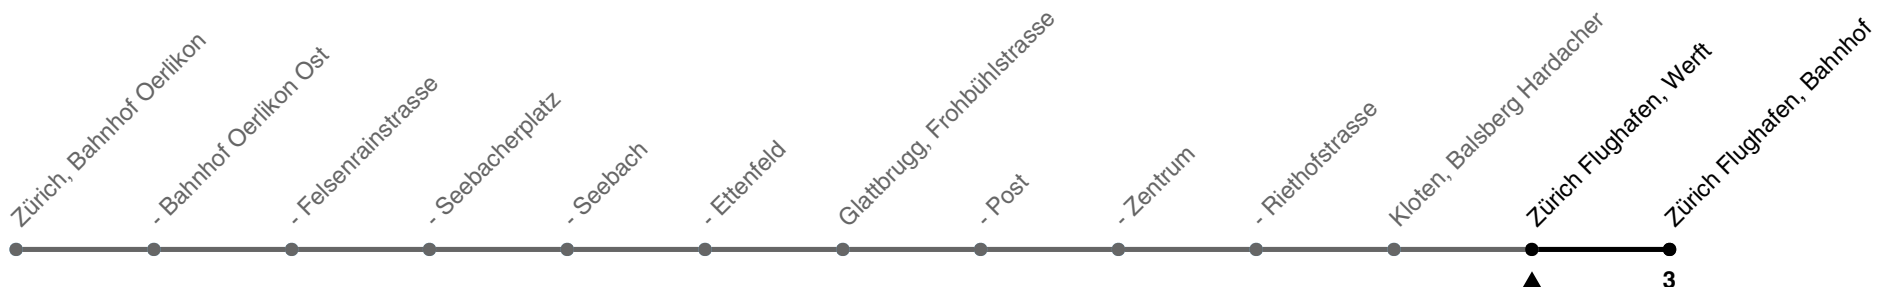 Zürich, Bahnhof Oerlikon
- Bahnhof Oerlikon Ost
- Felsenrainstrasse
- Seebacherplatz
- Seebach
- Ettenfeld
Glattbrugg, Frohbühlstrasse
- Post
- Zentrum
- Riethofstrasse
Kloten, Balsberg Hardacher
Zürich Flughafen, Werft
Zürich Flughafen, Bahnhof
3